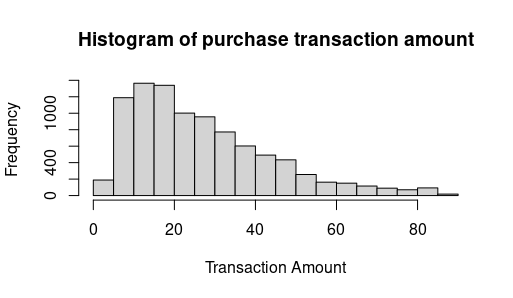 Histogram of purchase transaction amount
Frequency
1000
400
0
0 20 40 60 80
Transaction Amount